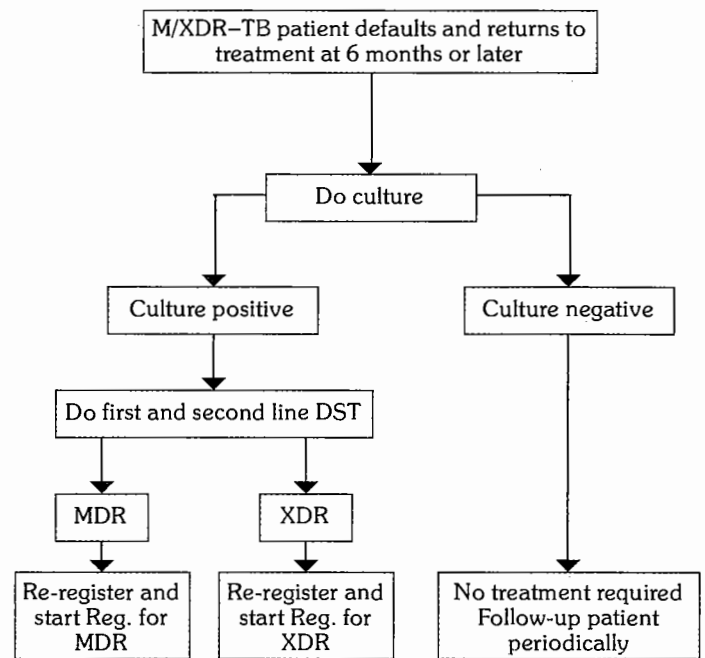 M/XDR–TB patient defaults and returns to
treatment at 6 months or later
Do culture
Culture positive
Culture negative
Do first and second line DST
MDR
XDR
Re-register and
start Reg. for
MDR
Re-register and
start Reg. for
XDR
No treatment required
Follow-up patient
periodically